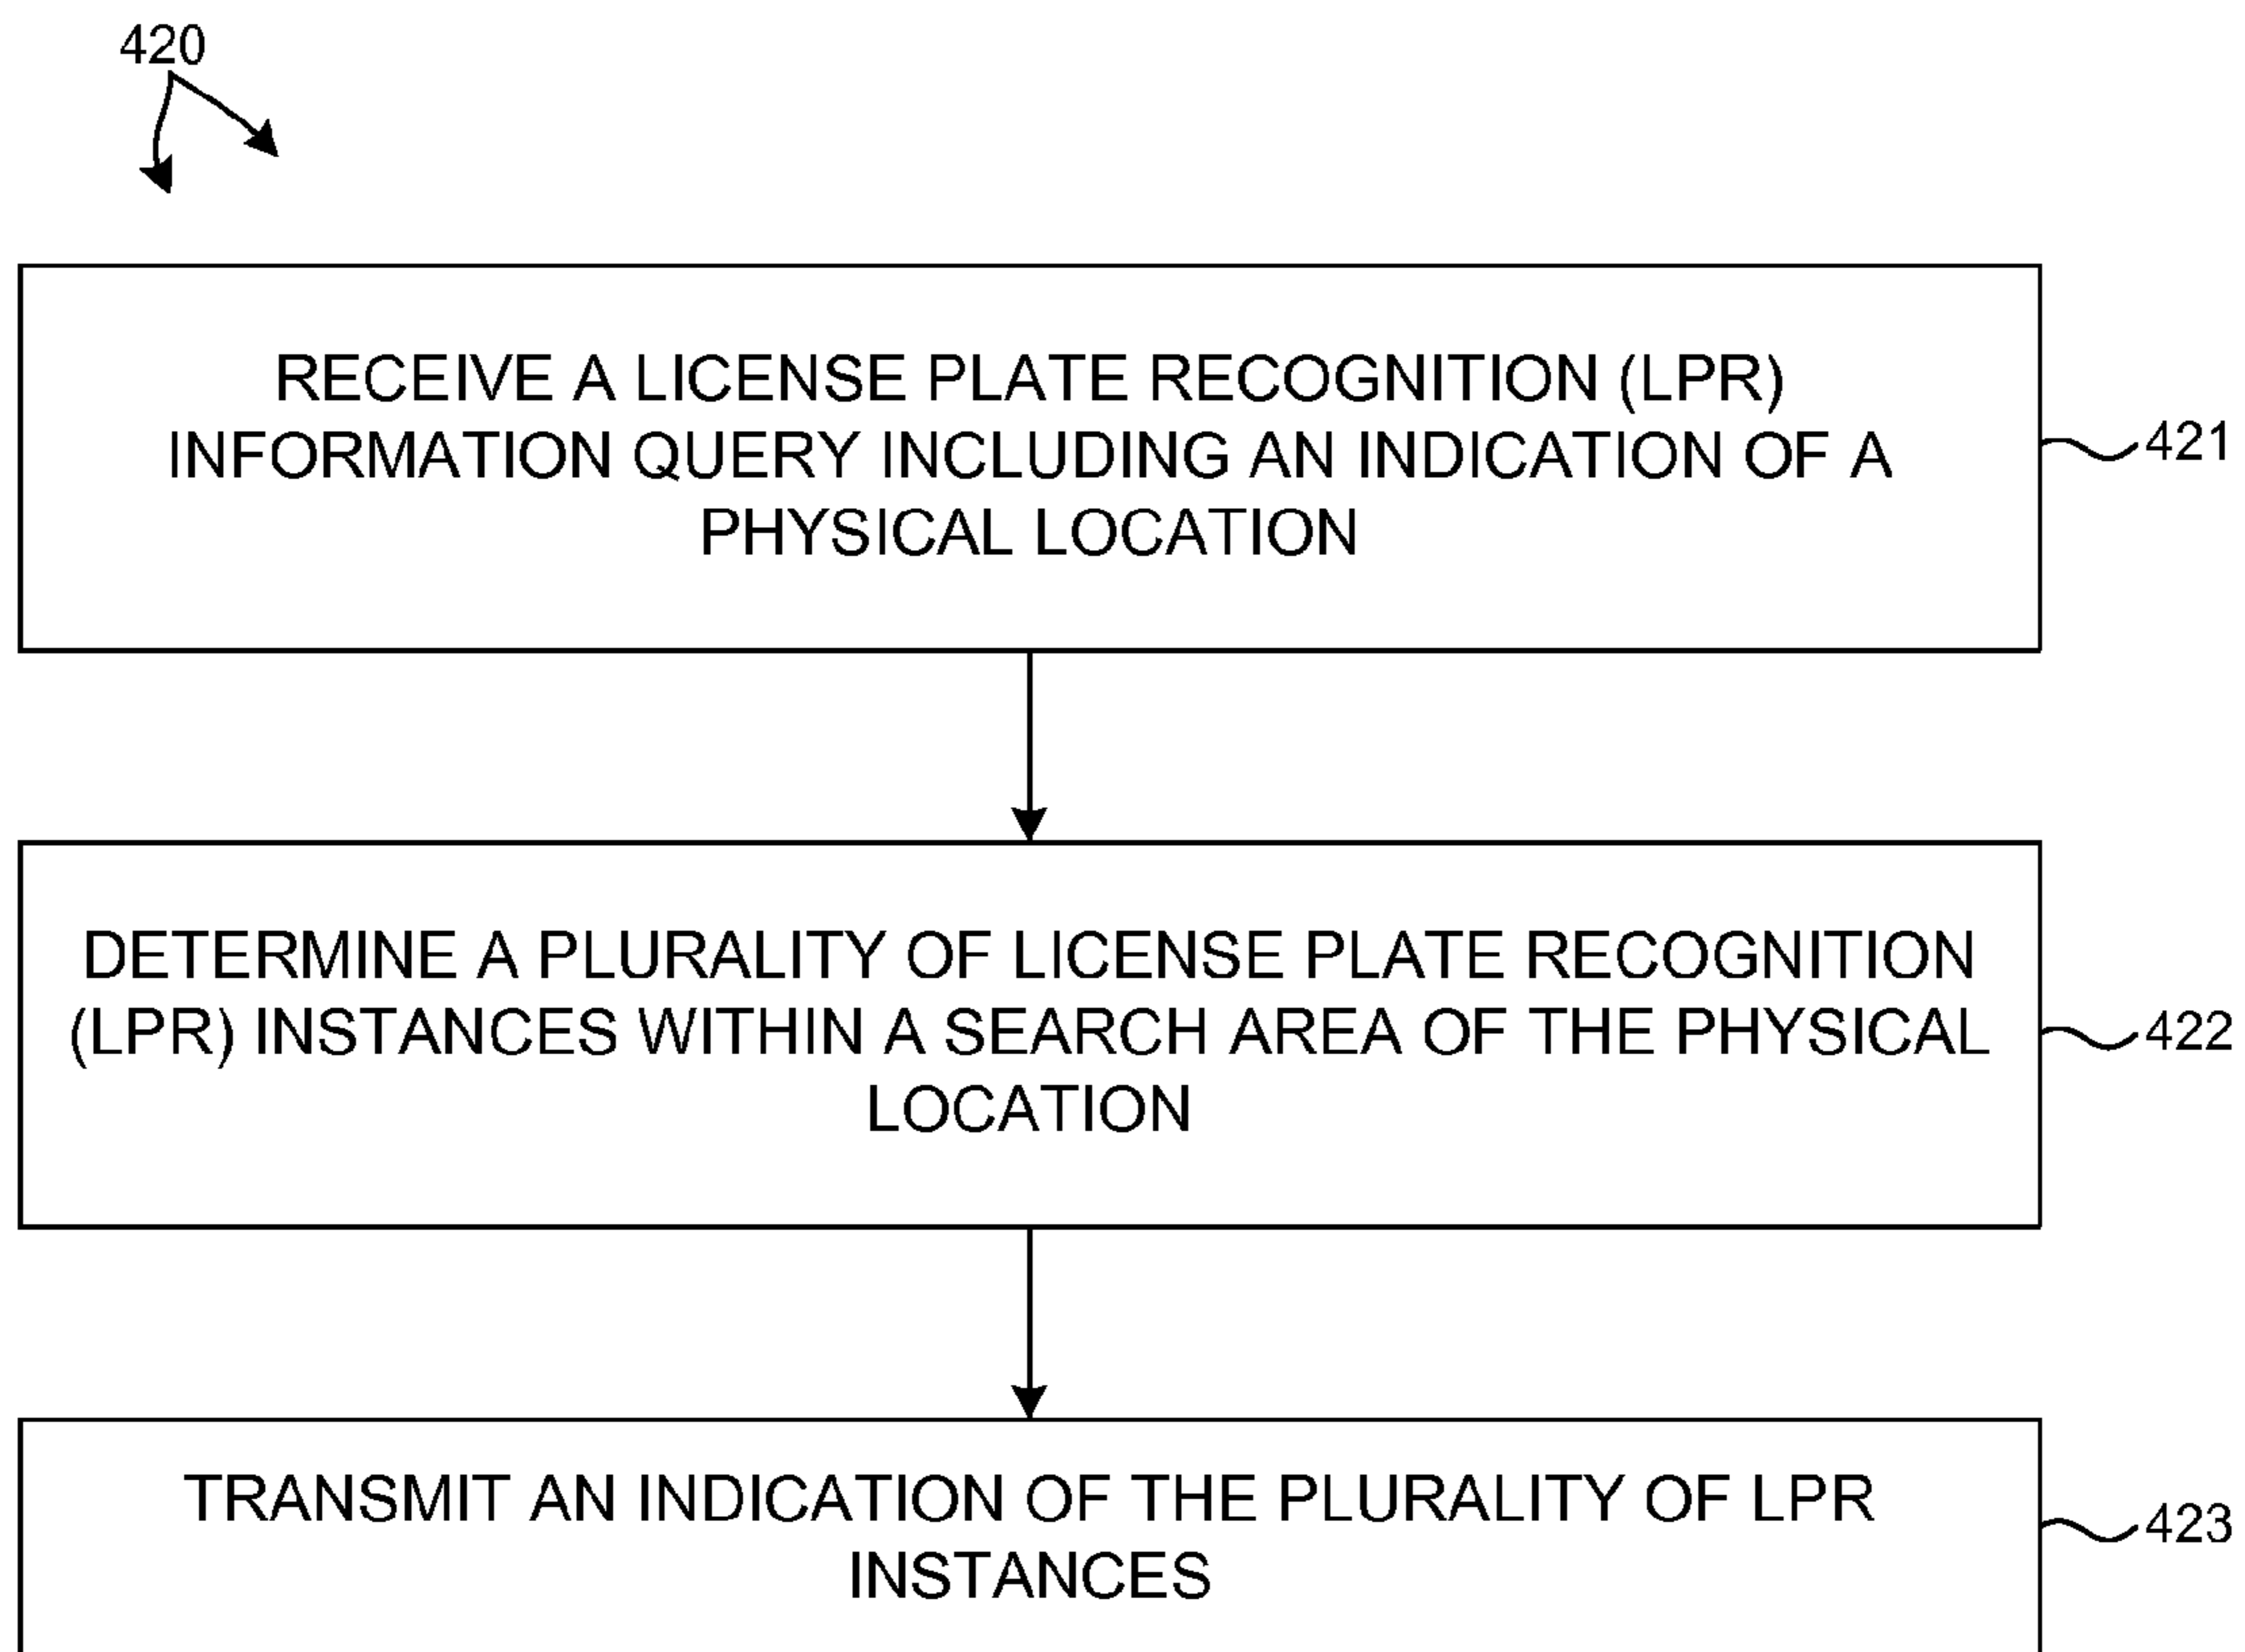 420
RECEIVE A LICENSE PLATE RECOGNITION (LPR)
INFORMATION QUERY INCLUDING AN INDICATION OF A
PHYSICAL LOCATION
421
DETERMINE A PLURALITY OF LICENSE PLATE RECOGNITION
(LPR) INSTANCES WITHIN A SEARCH AREA OF THE PHYSICAL
LOCATION
422
TRANSMIT AN INDICATION OF THE PLURALITY OF LPR
INSTANCES
423